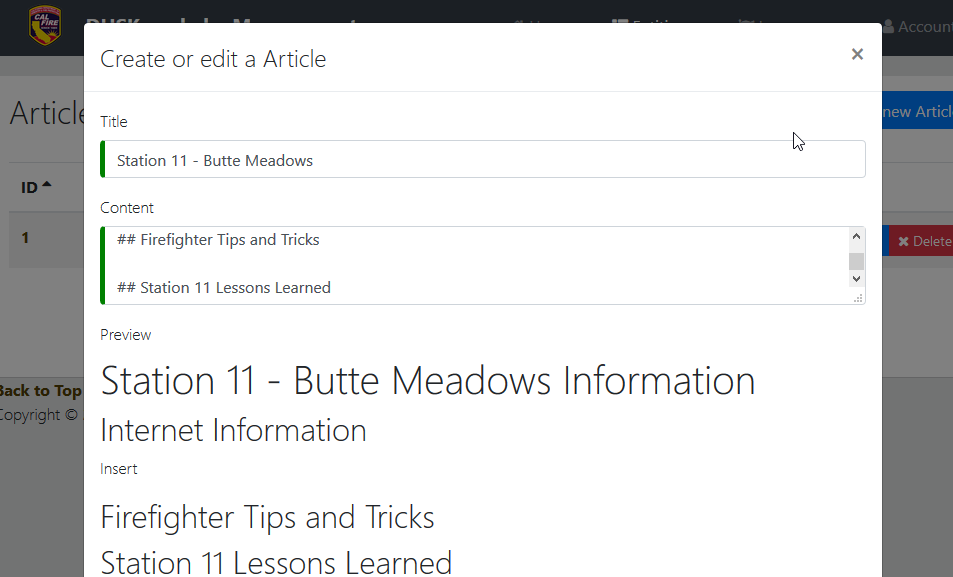 CAL FIRE
Account
Create or edit a Article
×
Article
new Articl
Title
Station 11 - Butte Meadows
ID
Content
## Firefighter Tips and Tricks
1
Delete
## Station 11 Lessons Learned
Preview
Station 11 - Butte Meadows Information
Back to Top
Copyright ©
Internet Information
Insert
Firefighter Tips and Tricks
Station 11 Lessons Learned